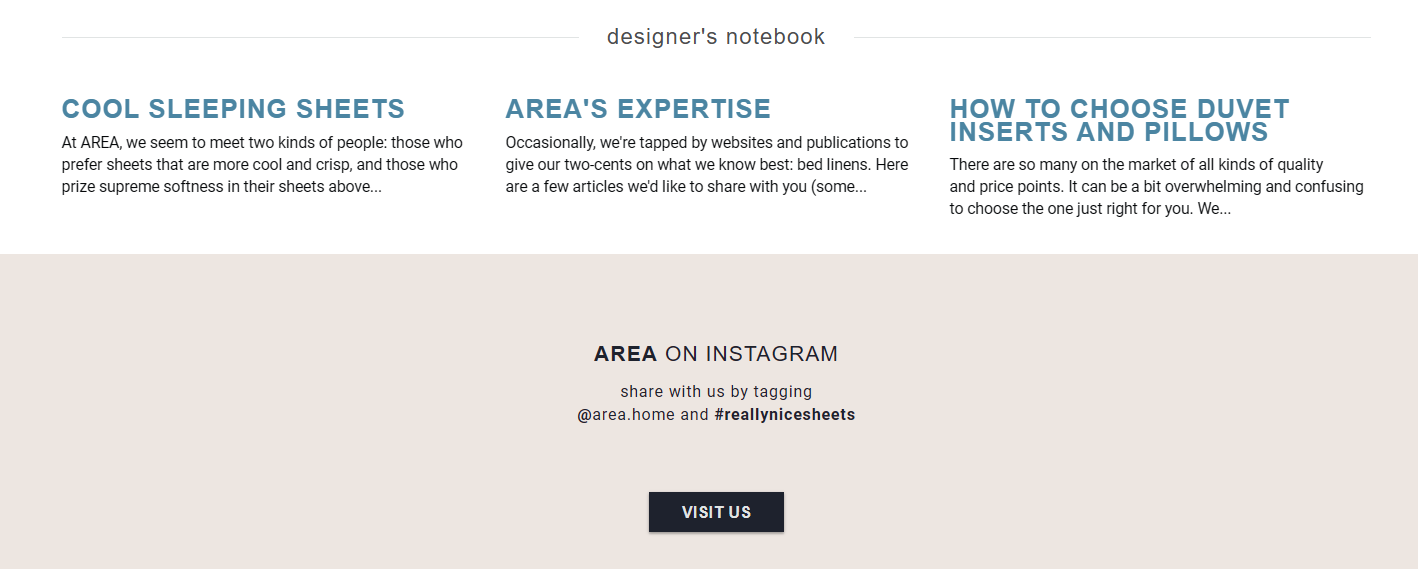 designer's notebook
COOL SLEEPING SHEETS
At AREA, we seem to meet two kinds of people: those who
prefer sheets that are more cool and crisp, and those who
prize supreme softness in their sheets above...
AREA'S EXPERTISE
Occasionally, we're tapped by websites and publications to
give our two-cents on what we know best: bed linens. Here
are a few articles we'd like to share with you (some...
HOW TO CHOOSE DUVET
INSERTS AND PILLOWS
There are so many on the market of all kinds of quality
and price points. It can be a bit overwhelming and confusing
to choose the one just right for you. We...
AREA ON INSTAGRAM
share with us by tagging
@area.home and #reallynicesheets
VISIT US